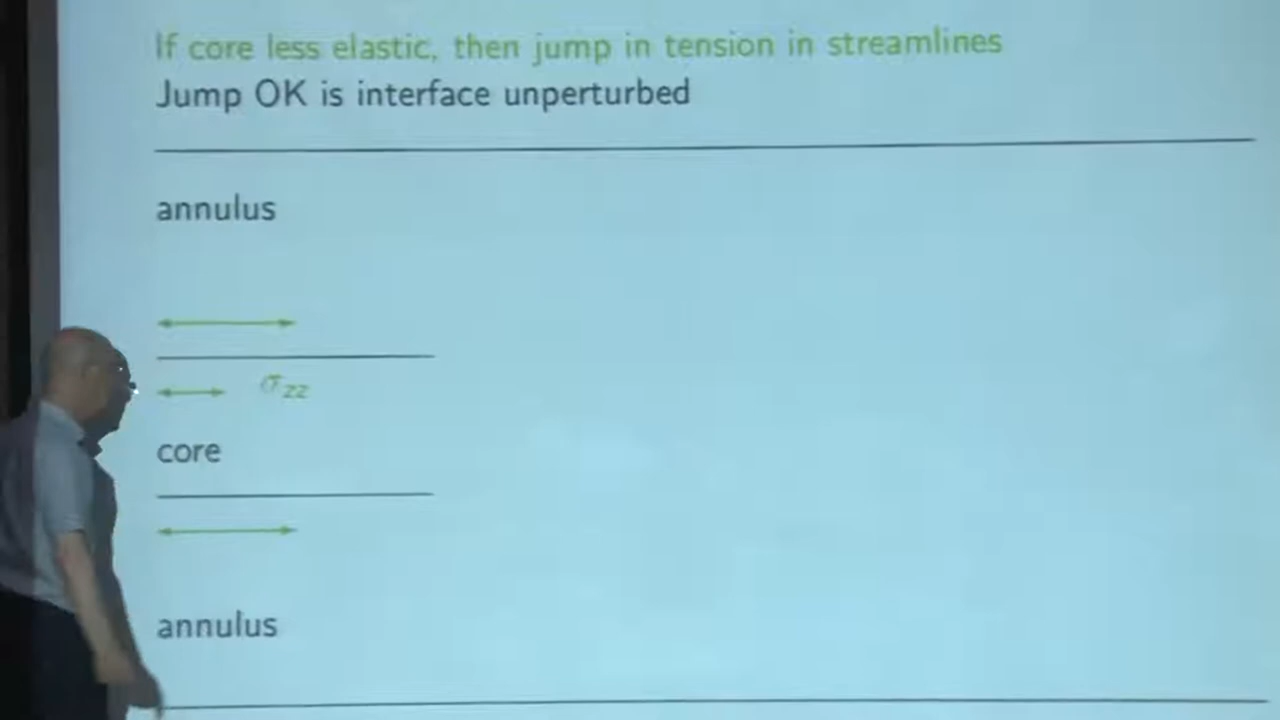 If core less elastic, then jump in tension in streamlines
Jump OK is interface unperturbed
annulus
σzz
core
annulus